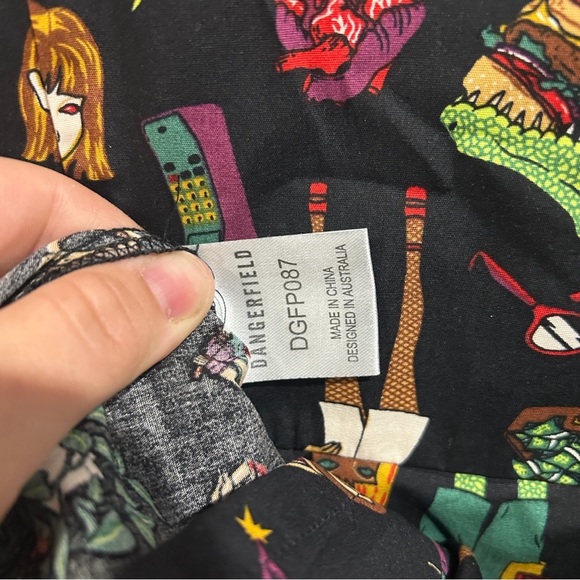 DANGERFIELD
DGFP087
MADE IN CHINA
DESIGNED IN AUSTRALIA